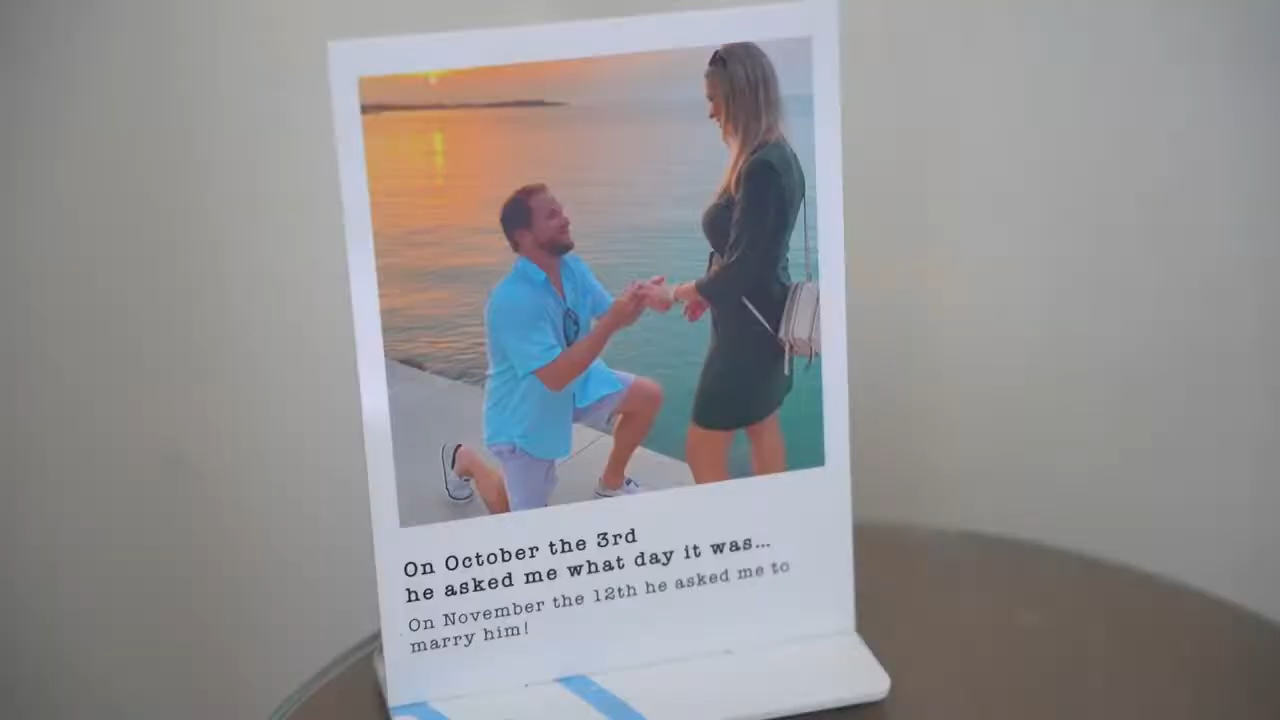 On October the 3rd
he asked me what day it was...
On November the 12th he asked me to
marry him!